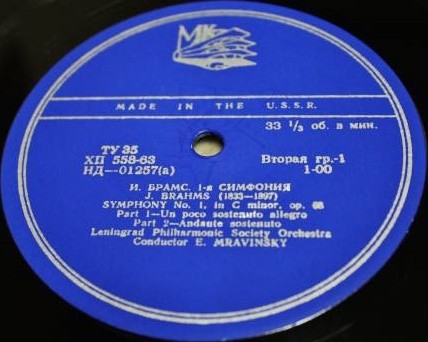 МК
MADE IN THE U.S.S.R.
33 1/3 об. в мин.
ТУ 35
ХП 558-63
НД—01257(а)
Вторая гр.-1
1-00
И. БРАМС. 1-я СИМФОНИЯ
J. BRAHMS (1833—1897)
SYMPHONY No. 1, in C minor, op. 68
Part 1—Un poco sostenuto allegro
Part 2—Andante sostenuto
Leningrad Philharmonic Society Orchestra
Conductor E. MRAVINSKY